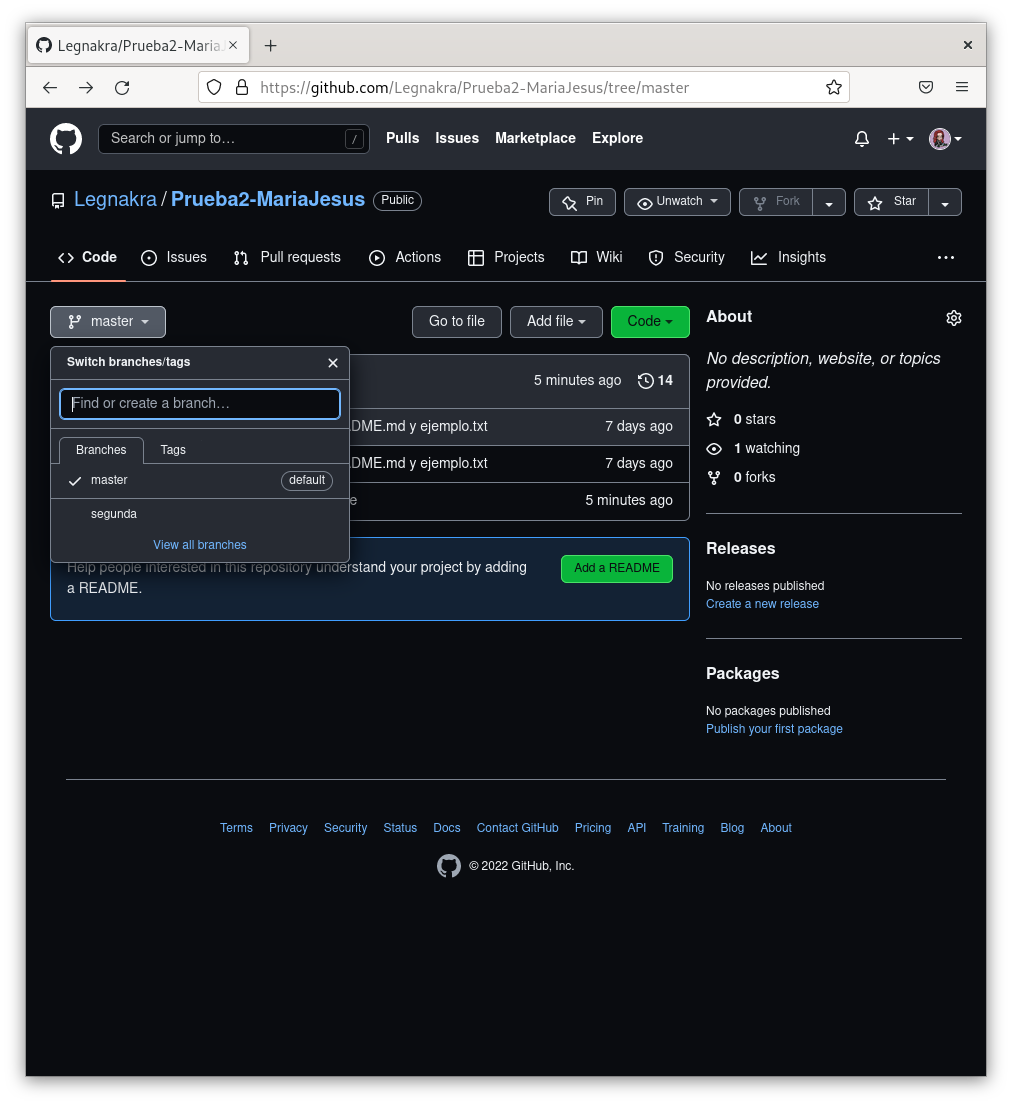 Legnakra/Prueba2-Maria
https://github.com/Legnakra/Prueba2-MariaJesus/tree/master
Search or jump to… / Pulls Issues Marketplace Explore
Legnakra / Prueba2-MariaJesus Public Pin Unwatch Fork Star
Code Issues Pull requests Actions Projects Wiki Security Insights
master Go to file Add file Code
Switch branches/tags
Find or create a branch…
Branches Tags
master default
segunda
View all branches
5 minutes ago 14
DME.md y ejemplo.txt 7 days ago
DME.md y ejemplo.txt 7 days ago
e 5 minutes ago
Help people interested in this repository understand your project by adding
a README.
Add a README
About
No description, website, or topics
provided.
0 stars
1 watching
0 forks
Releases
No releases published
Create a new release
Packages
No packages published
Publish your first package
Terms Privacy Security Status Docs Contact GitHub Pricing API Training Blog About
© 2022 GitHub, Inc.